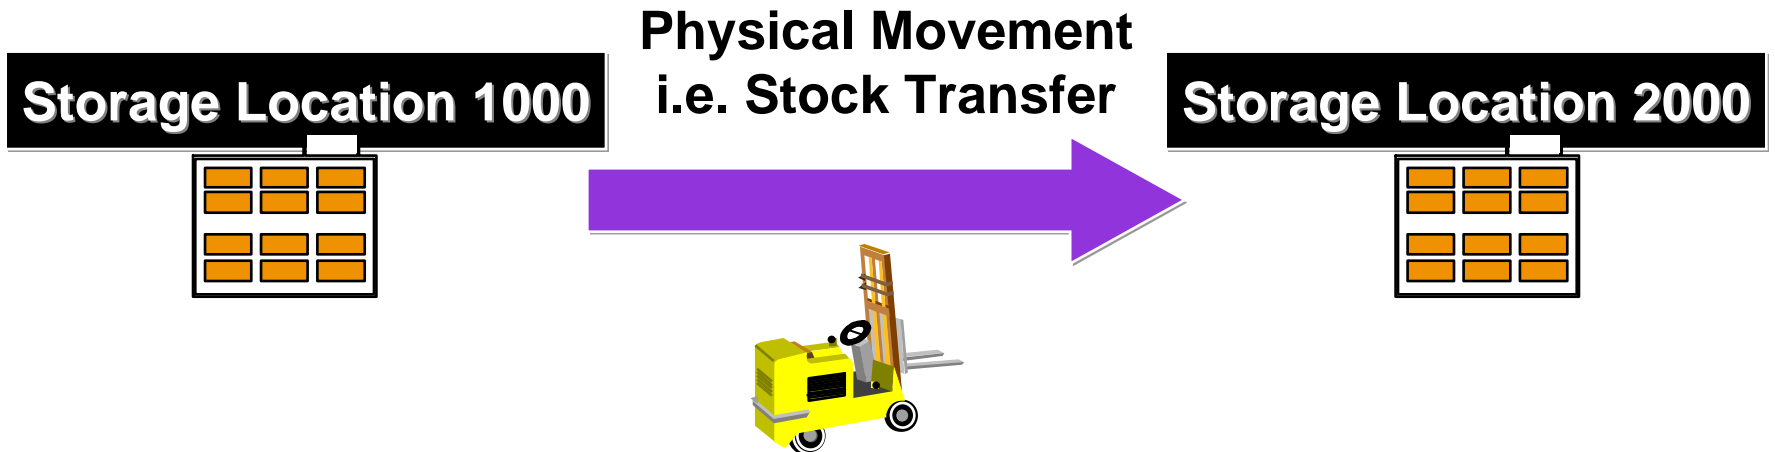 Physical Movement
i.e. Stock Transfer
Storage Location 1000
Storage Location 2000